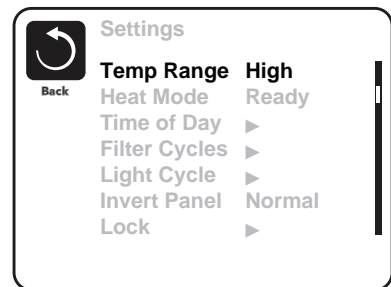 Settings
Back
Temp Range High
Heat Mode Ready
Time of Day ▶
Filter Cycles ▶
Light Cycle ▶
Invert Panel Normal
Lock ▶